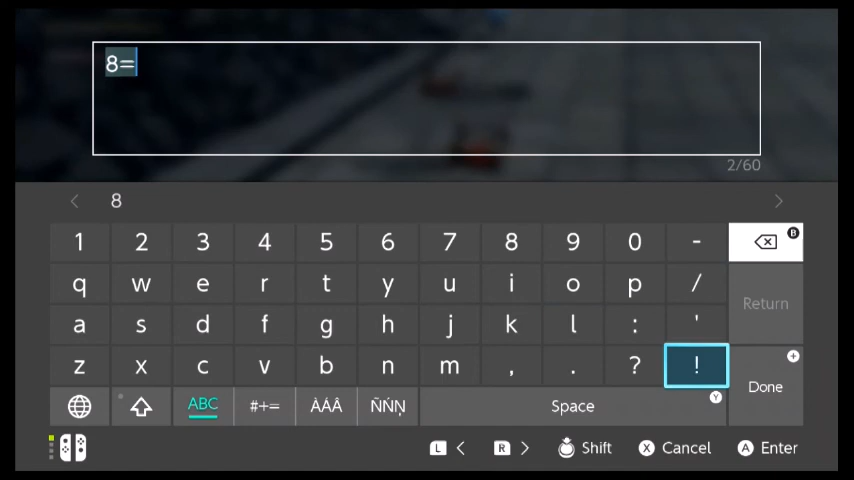 8=
2/60
< 8 >
1 2 3 4 5 6 7 8 9 0 - B
q w e r t y u i o p /
Return
a s d f g h j k l : '
z x c v b n m , . ? ! +
Done
ABC #+= ÀÁÂ ÑŃŅ Space Y
L < R > Shift X Cancel A Enter